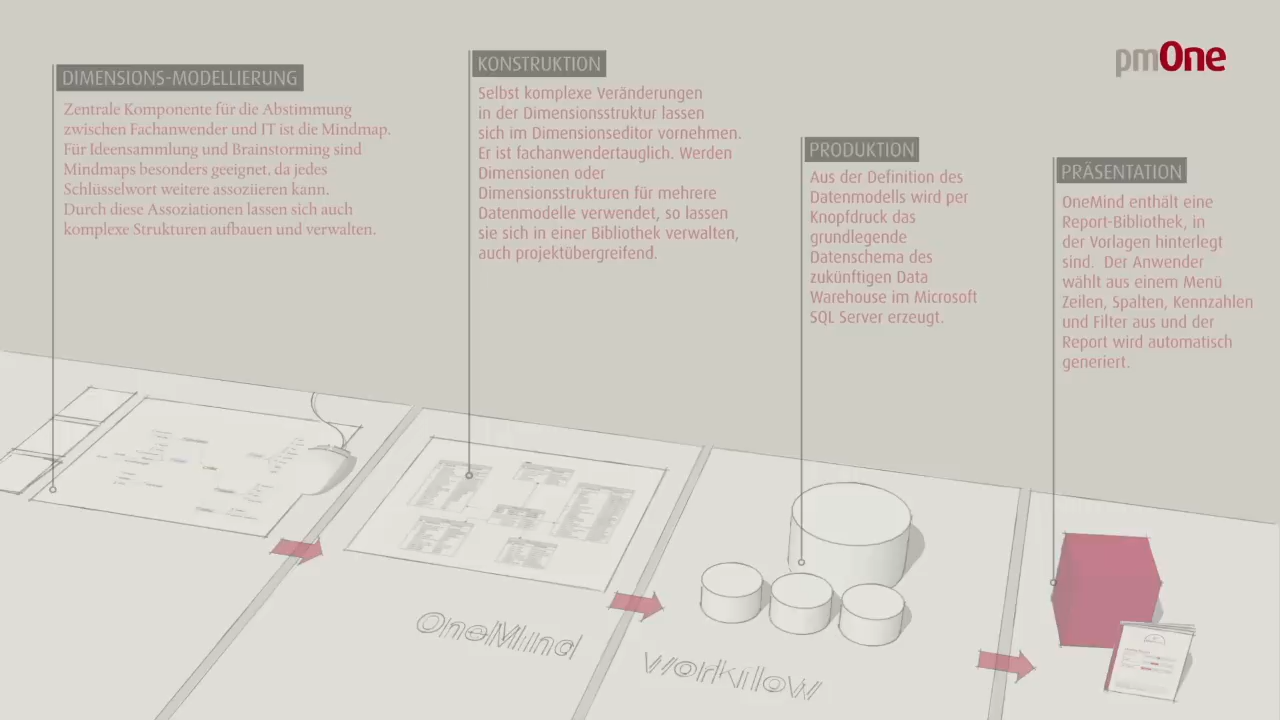 pmOne
DIMENSIONS-MODELLIERUNG
Zentrale Komponente für die Abstimmung
zwischen Fachanwender und IT ist die Mindmap.
Für Ideensammlung und Brainstorming sind
Mindmaps besonders geeignet, da jedes
Schlüsselwort weitere assoziieren kann.
Durch diese Assoziationen lassen sich auch
komplexe Strukturen aufbauen und verwalten.
KONSTRUKTION
Selbst komplexe Veränderungen
in der Dimensionsstruktur lassen
sich im Dimensionseditor vornehmen.
Er ist fachanwendertauglich. Werden
Dimensionen oder
Dimensionsstrukturen für mehrere
Datenmodelle verwendet, so lassen
sie sich in einer Bibliothek verwalten,
auch projektübergreifend.
PRODUKTION
Aus der Definition des
Datenmodells wird per
Knopfdruck das
grundlegende
Datenschema des
zukünftigen Data
Warehouse im Microsoft
SQL Server erzeugt.
PRÄSENTATION
OneMind enthält eine
Report-Bibliothek, in
der Vorlagen hinterlegt
sind. Der Anwender
wählt aus einem Menü
Zeilen, Spalten, Kennzahlen
und Filter aus und der
Report wird automatisch
generiert.
OneMind
Workflow